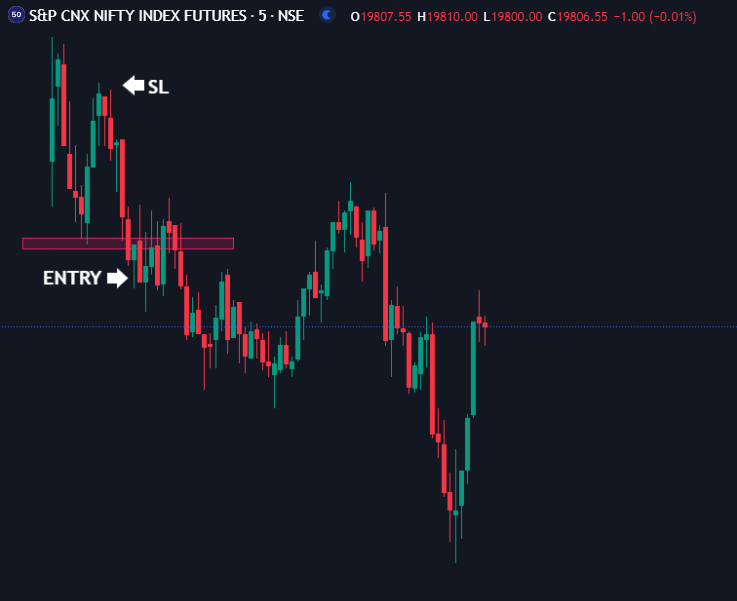 50 S&P CNX NIFTY INDEX FUTURES · 5 · NSE O19807.55 H19810.00 L19800.00 C19806.55 −1.00 (−0.01%)
SL
ENTRY